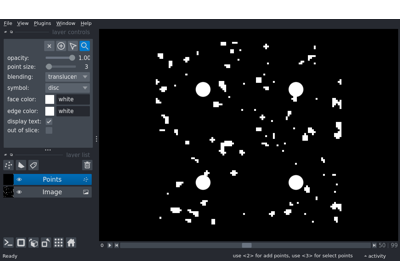 File View Plugins Window Help
layer controls
opacity: 1.00
point size: 3
blending: translucen
symbol: disc
face color: white
edge color: white
display text:
out of slice:
layer list
Points
Image
0 50 99
Ready use <2> for add points, use <3> for select points activity